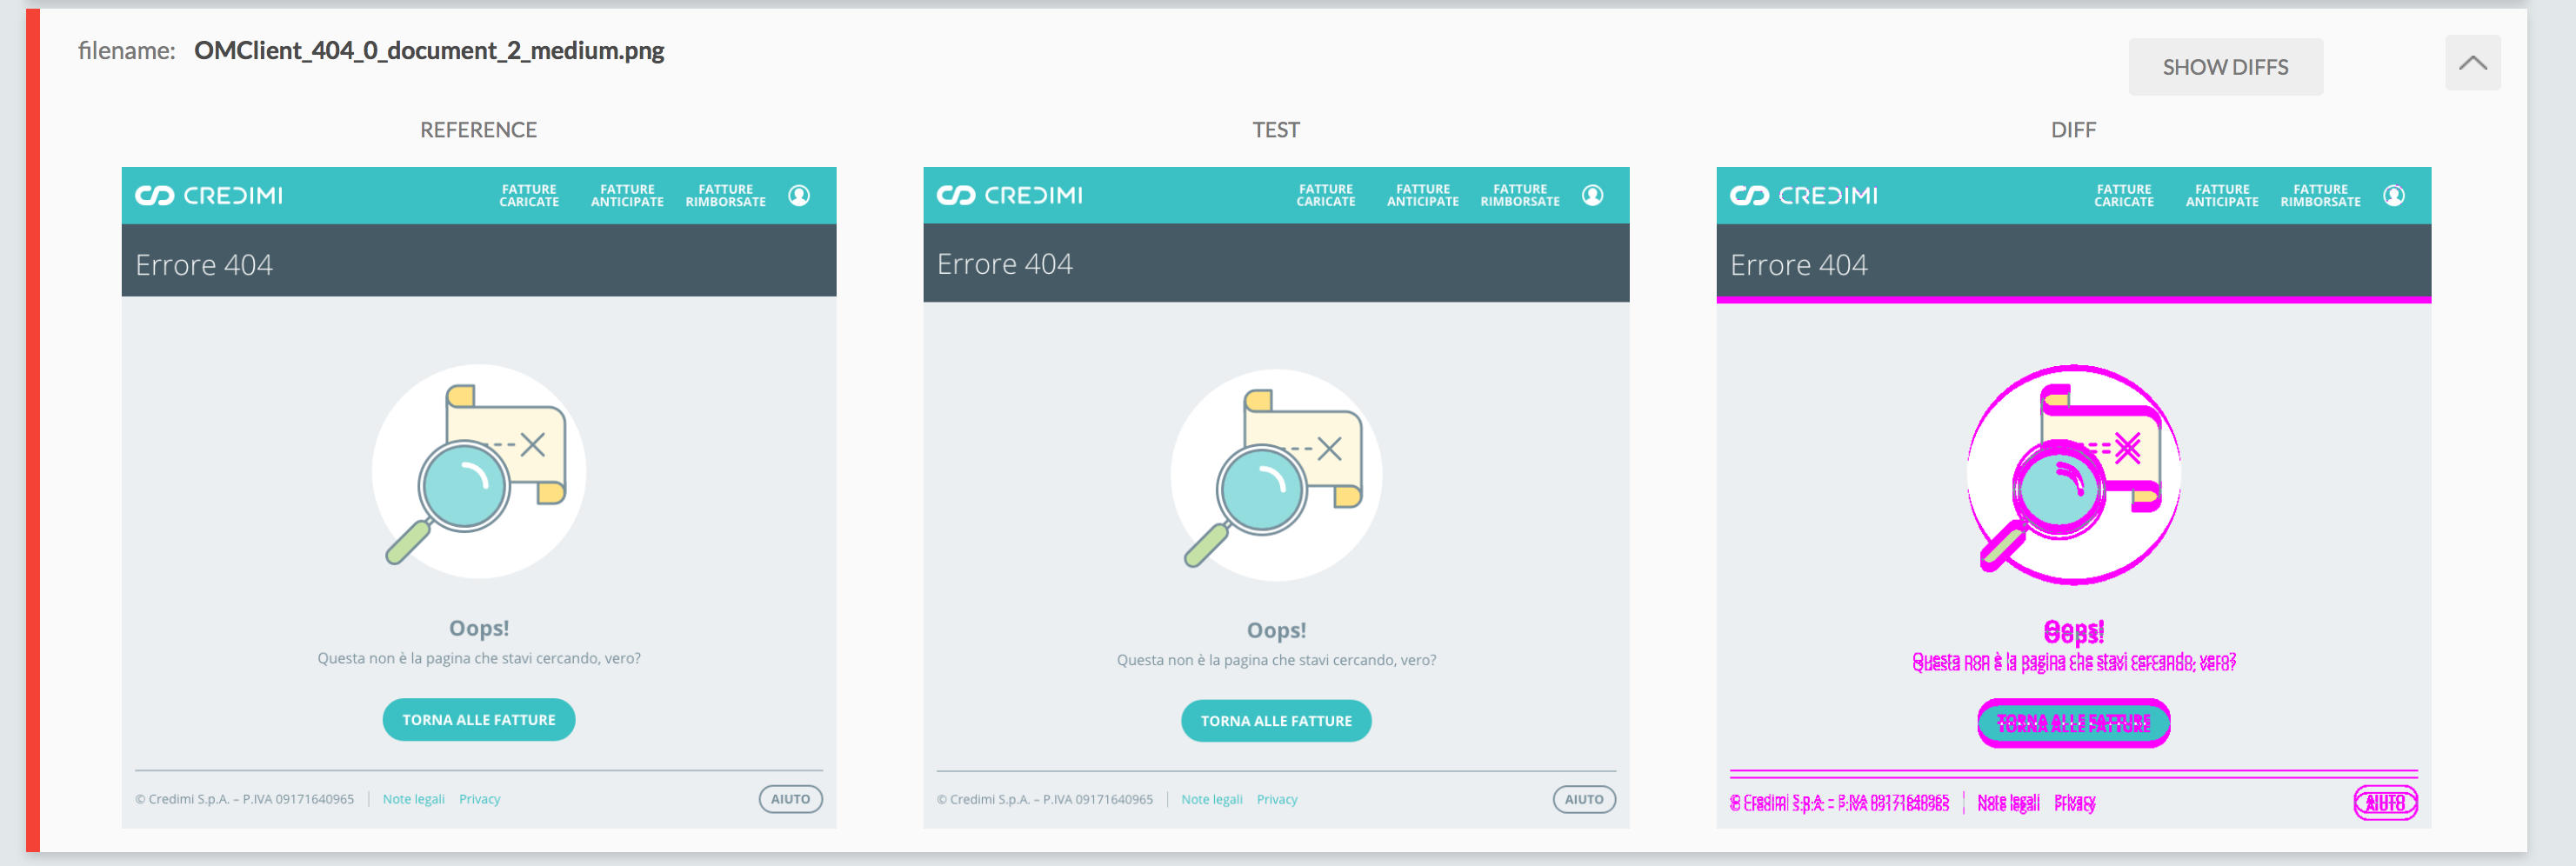 filename: OMClient_404_0_document_2_medium.png
SHOW DIFFS
REFERENCE
CREDIMI
FATTURE CARICATE
FATTURE ANTICIPATE
FATTURE RIMBORSATE
Errore 404
Oops!
Questa non è la pagina che stavi cercando, vero?
TORNA ALLE FATTURE
© Credimi S.p.A. – P.IVA 09171640965 | Note legali Privacy
AIUTO
TEST
CREDIMI
FATTURE CARICATE
FATTURE ANTICIPATE
FATTURE RIMBORSATE
Errore 404
Oops!
Questa non è la pagina che stavi cercando, vero?
TORNA ALLE FATTURE
© Credimi S.p.A. – P.IVA 09171640965 | Note legali Privacy
AIUTO
DIFF
CREDIMI
FATTURE CARICATE
FATTURE ANTICIPATE
FATTURE RIMBORSATE
Errore 404
Oops!
Questa non è la pagina che stavi cercando, vero?
TORNA ALLE FATTURE
© Credimi S.p.A. – P.IVA 09171640965 | Note legali Privacy
AIUTO